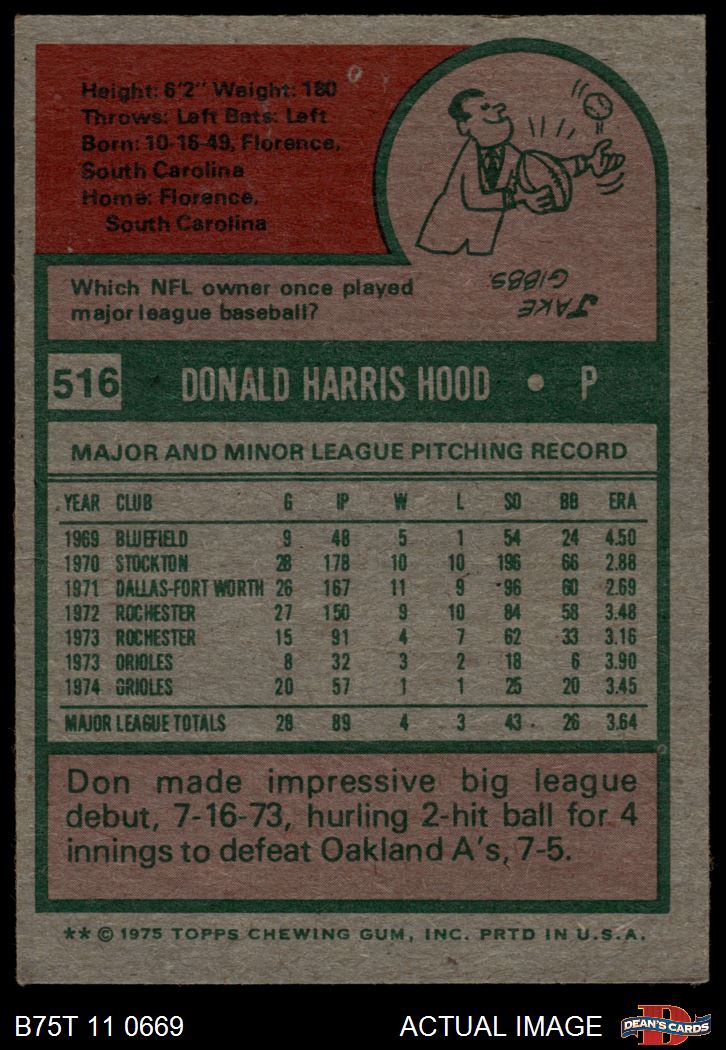 Height: 6'2" Weight: 180
Throws: Left Bats: Left
Born: 10-16-49, Florence,
South Carolina
Home: Florence,
South Carolina
Which NFL owner once played
major league baseball?
JAKE
GIBBS.
516 DONALD HARRIS HOOD • P
MAJOR AND MINOR LEAGUE PITCHING RECORD
YEAR CLUB G IP W L SO BB ERA
1969 BLUEFIELD 9 48 5 1 54 24 4.50
1970 STOCKTON 28 178 10 10 196 66 2.88
1971 DALLAS-FORT WORTH 26 167 11 9 96 60 2.69
1972 ROCHESTER 27 150 9 10 84 58 3.48
1973 ROCHESTER 15 91 4 7 62 33 3.16
1973 ORIOLES 8 32 3 2 18 6 3.90
1974 ORIOLES 20 57 1 1 25 20 3.45
MAJOR LEAGUE TOTALS 28 89 4 3 43 26 3.64
Don made impressive big league
debut, 7-16-73, hurling 2-hit ball for 4
innings to defeat Oakland A's, 7-5.
** © 1975 TOPPS CHEWING GUM, INC. PRTD IN U.S.A.
B75T 11 0669 ACTUAL IMAGE
D
DEAN'S CARDS